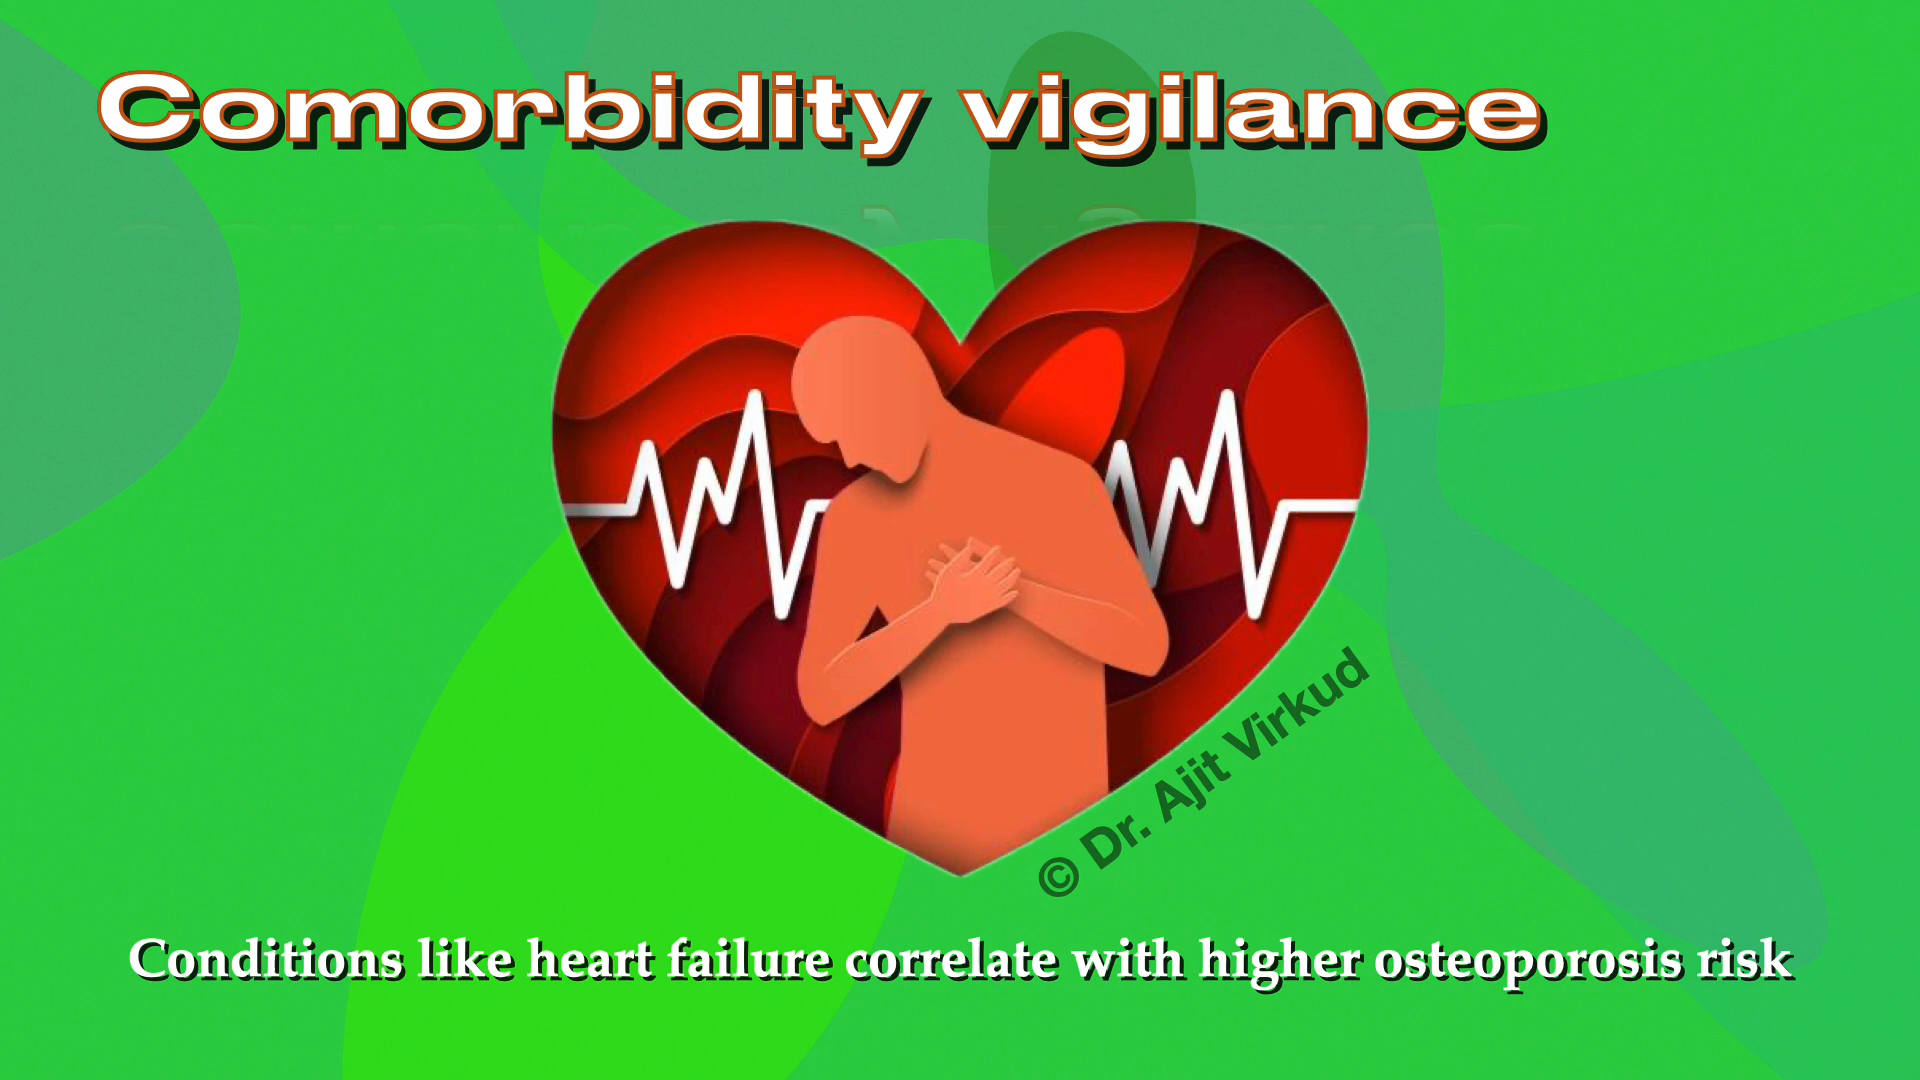 Comorbidity vigilance
© Dr. Ajit Virkud
Conditions like heart failure correlate with higher osteoporosis risk